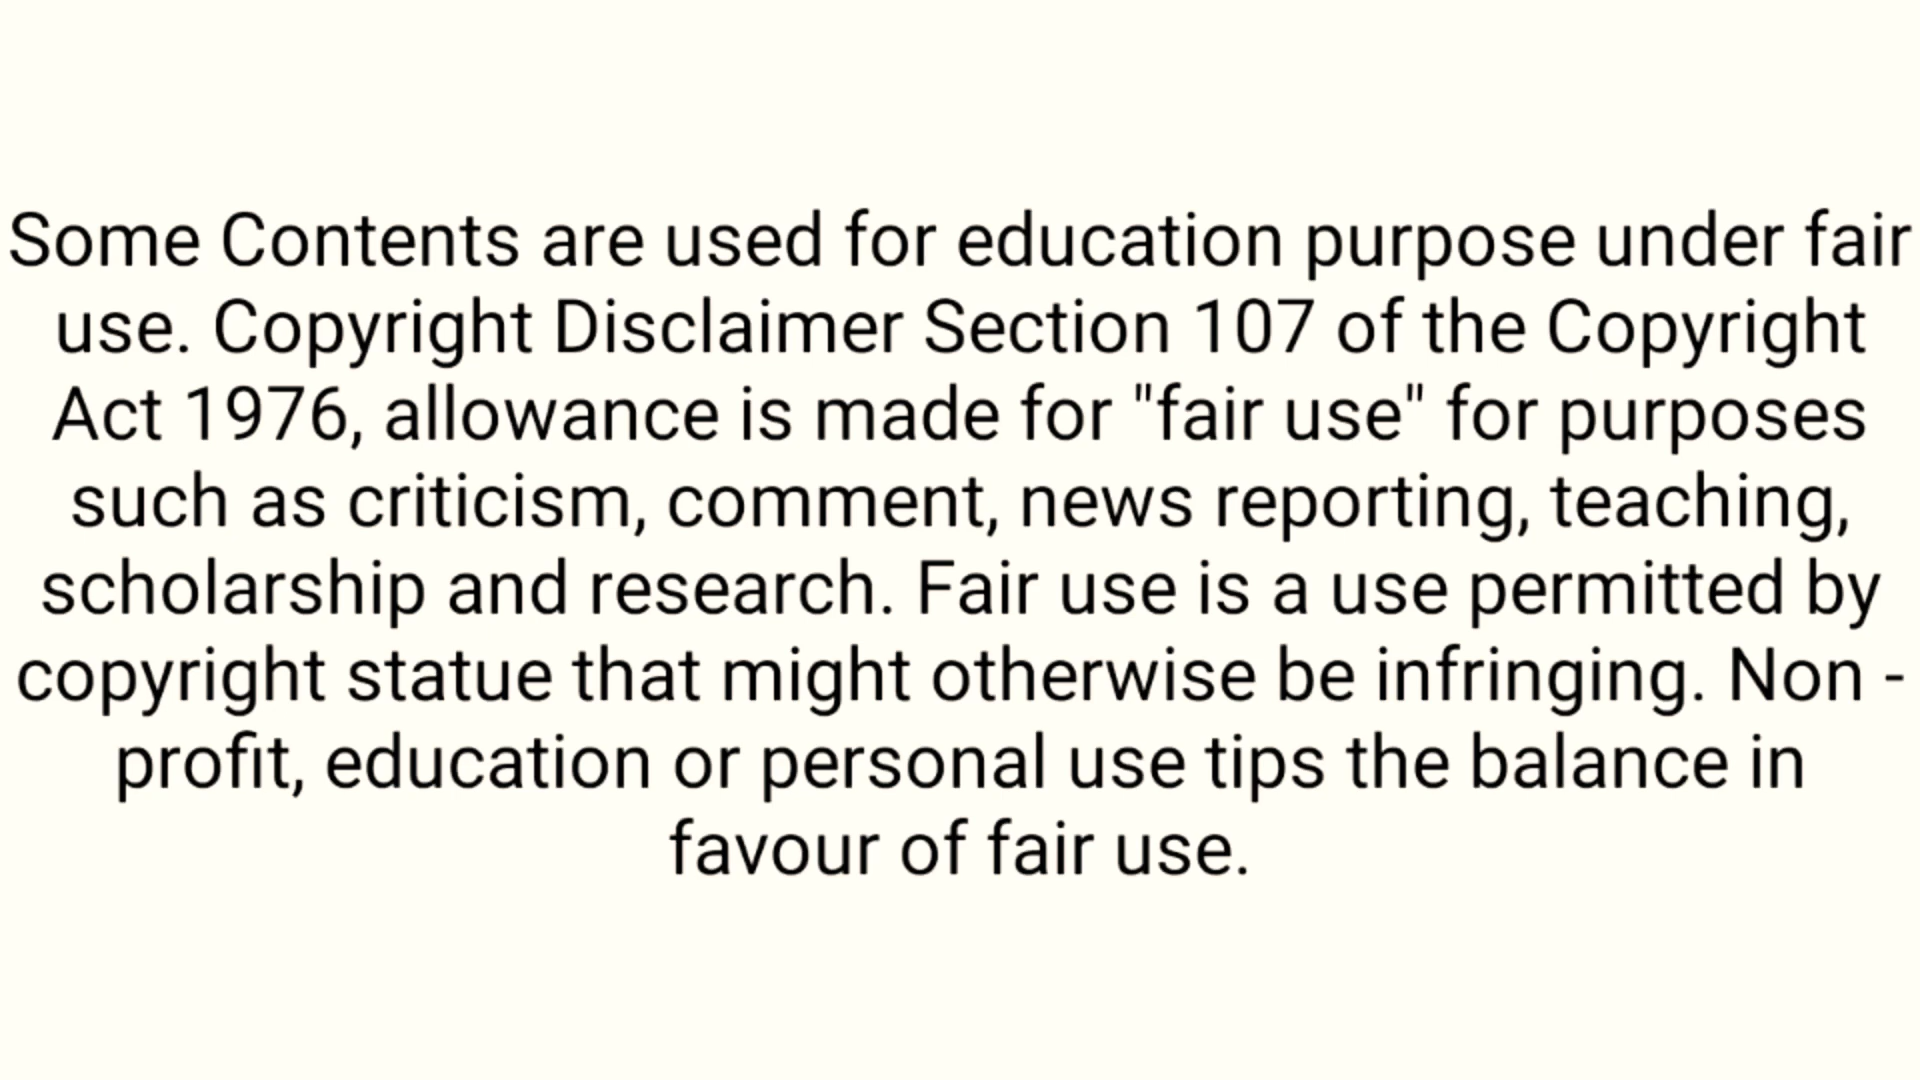 Some Contents are used for education purpose under fair
use. Copyright Disclaimer Section 107 of the Copyright
Act 1976, allowance is made for "fair use" for purposes
such as criticism, comment, news reporting, teaching,
scholarship and research. Fair use is a use permitted by
copyright statue that might otherwise be infringing. Non -
profit, education or personal use tips the balance in
favour of fair use.